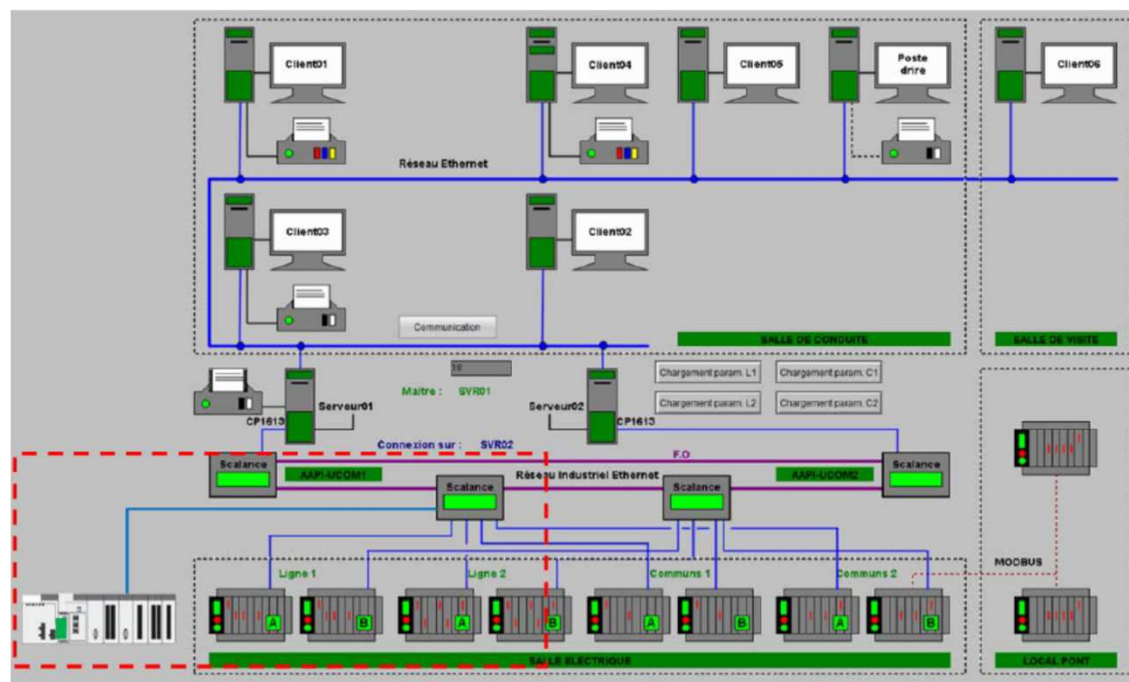 Client01
Client04
Client05
Poste
drire
Client06
Réseau Ethernet
Client03
Client02
Communication
SALLE DE CONDUITE
SALLE DE VISITE
16
Maître : SVR01
Serveur01
CP1613
Serveur02
CP1613
Chargement param. L1
Chargement param. C1
Chargement param. L2
Chargement param. C2
Connexion sur : SVR02
F.O
Scalance
AAPI-UCOM1
Réseau Industriel Ethernet
AAPI-UCOM2
Scalance
Scalance
Scalance
Ligne 1
Ligne 2
Communs 1
Communs 2
MODBUS
A
B
A
B
A
B
A
B
SALLE ELECTRIQUE
LOCAL PONT